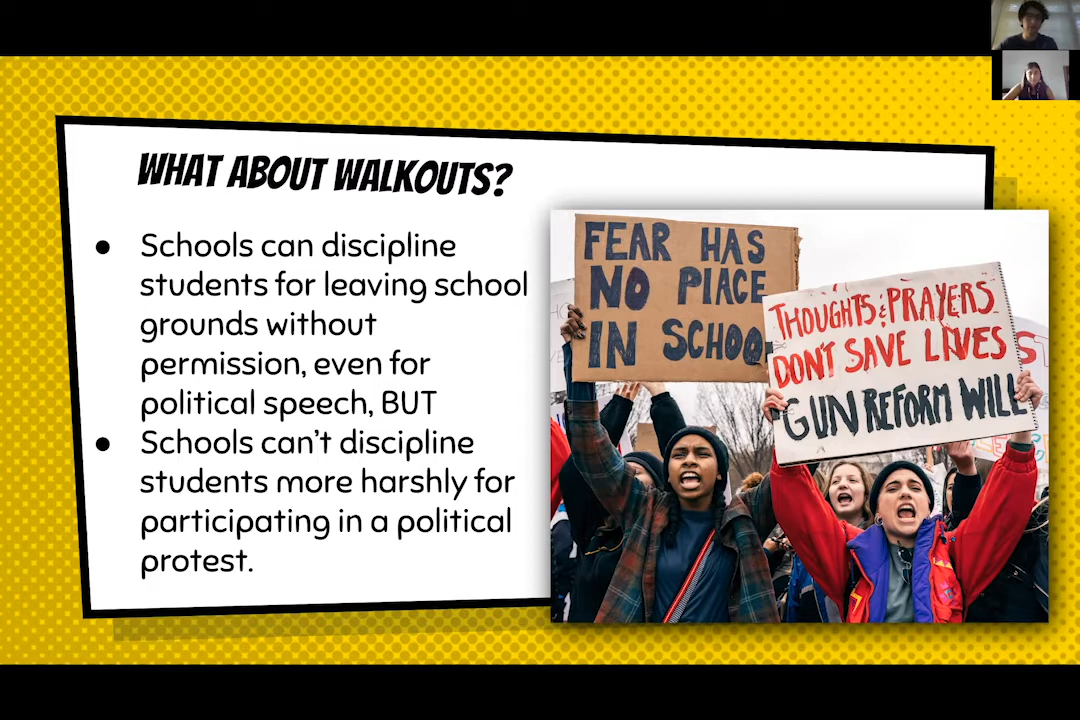 WHAT ABOUT WALKOUTS?
● Schools can discipline
students for leaving school
grounds without
permission, even for
political speech, BUT
● Schools can't discipline
students more harshly for
participating in a political
protest.
FEAR HAS
NO PLACE
IN SCHOO
THOUGHTS & PRAYERS
DON'T SAVE LIVES
GUN REFORM WILL